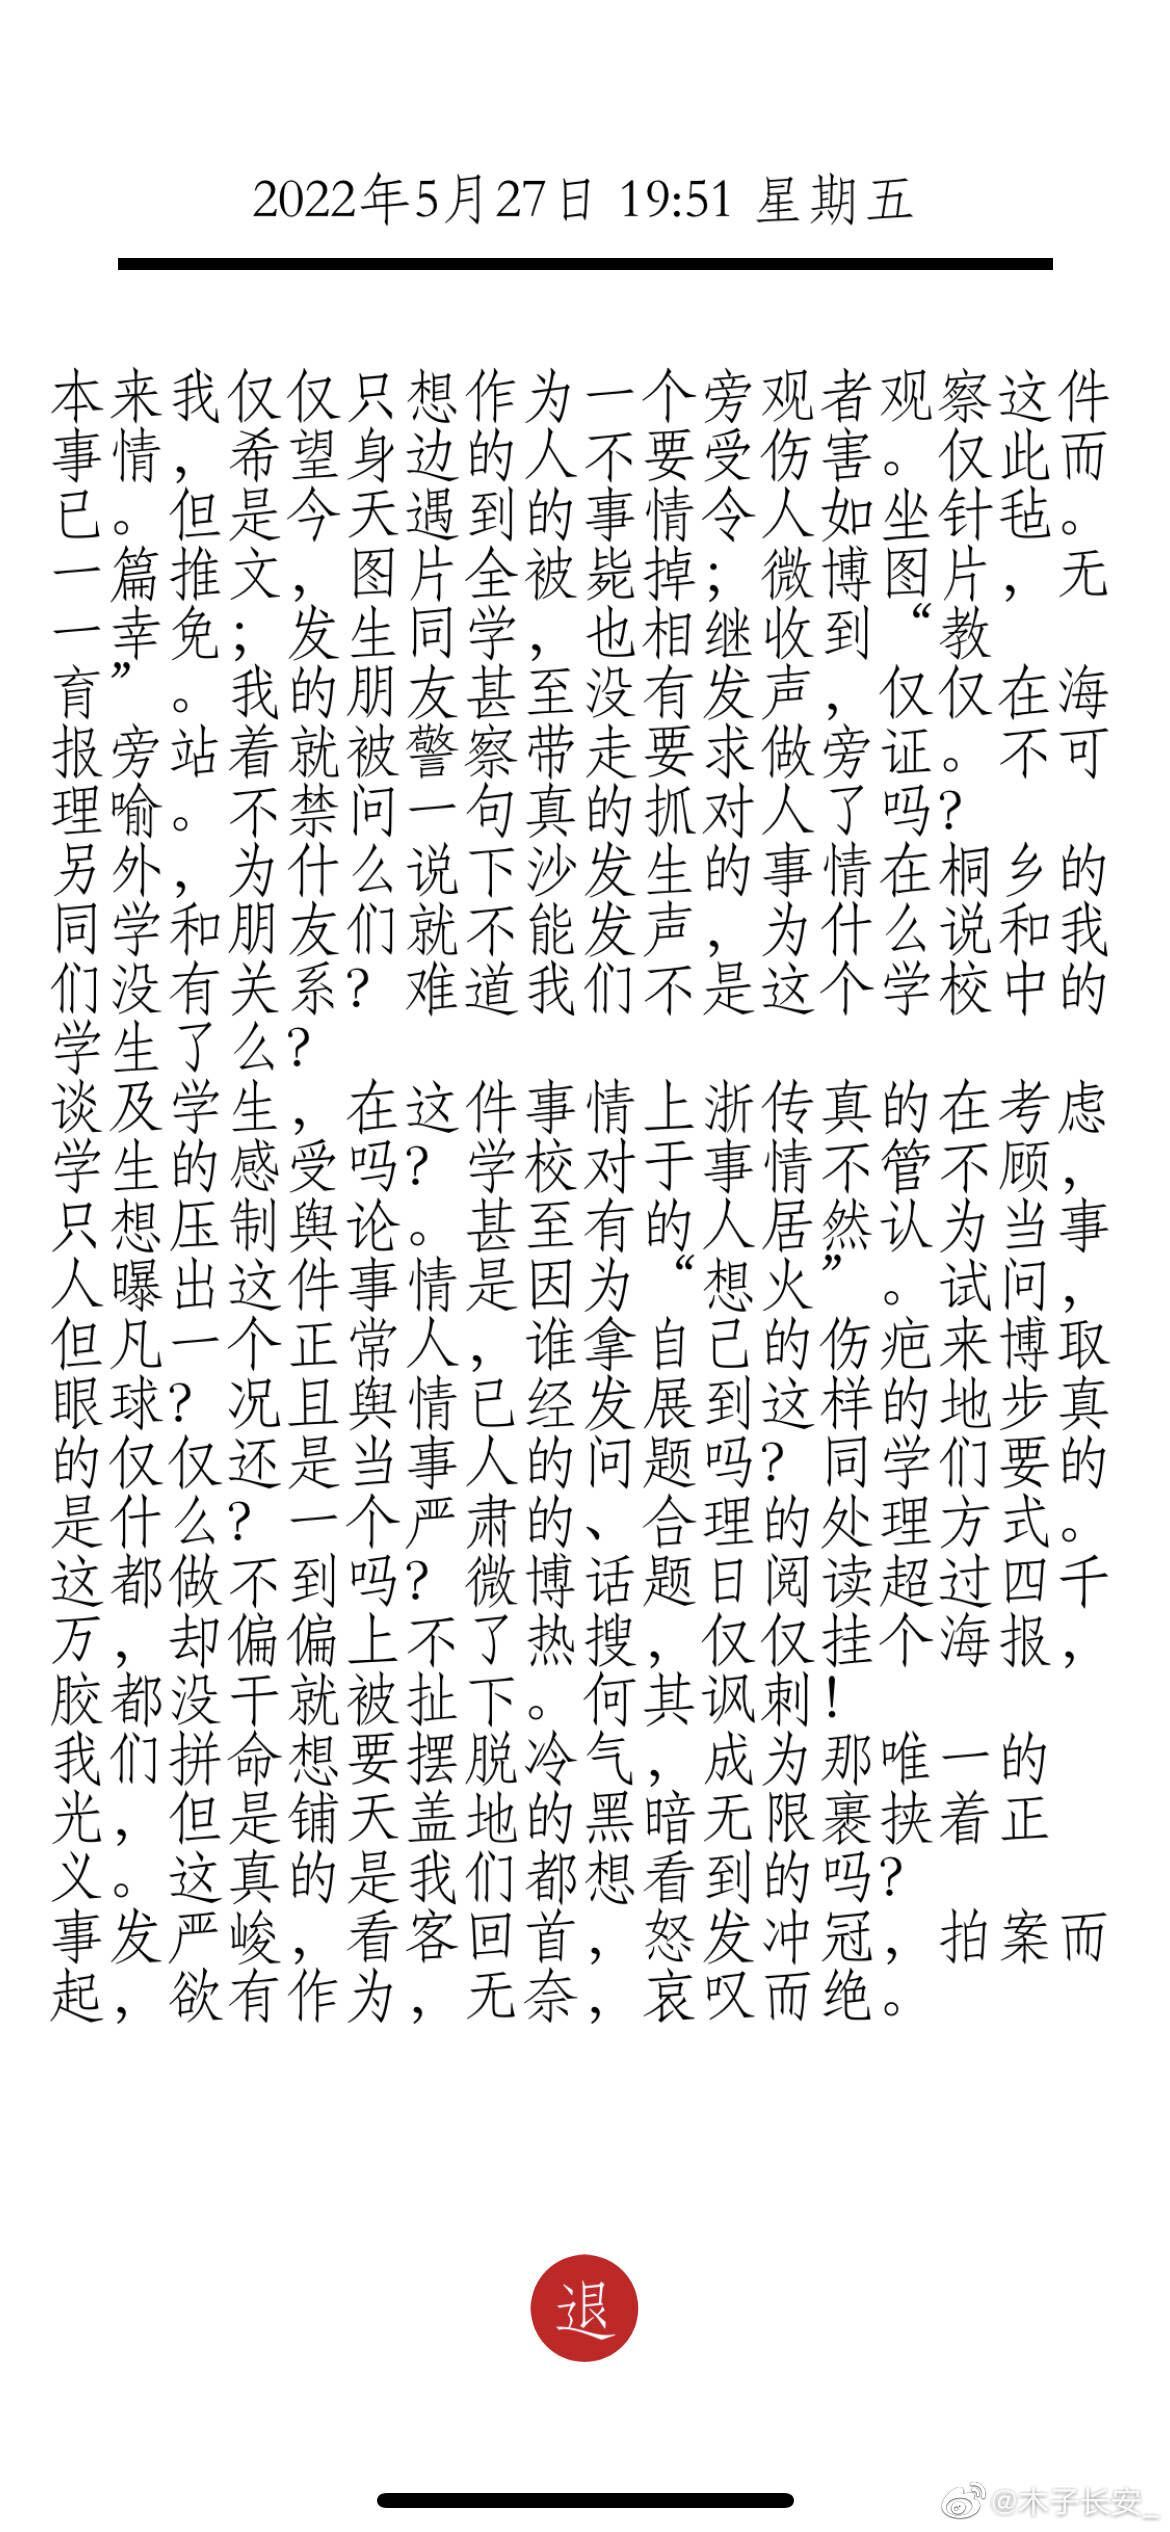 2022年5月27日 19:51 星期五
本来我仅仅只想作为一个旁观者观察这件
事情，希望身边的人不要受伤害。仅此而
已。但是今天遇到的事情令人如坐针毡。
一篇推文，图片全被毙掉；微博图片，无
一幸免；发生同学，也相继收到“教
育”。我的朋友甚至没有发声，仅仅在海
报旁站着就被警察带走要求做旁证。不可
理喻。不禁问一句真的抓对人了吗？
另外，为什么说下沙发生的事情在桐乡的
同学和朋友们就不能发声，为什么说和我
们没有关系？难道我们不是这个学校中的
学生了么？
谈及学生，在这件事情上浙传真的在考虑
学生的感受吗？学校对于事情不管不顾，
只想压制舆论。甚至有的人居然认为当事
人曝出这件事情是因为“想火”。试问，
但凡一个正常人，谁拿自己的伤疤来博取
眼球？况且舆情已经发展到这样的地步真
的仅仅还是当事人的问题吗？同学们要的
是什么？一个严肃的、合理的处理方式。
这都做不到吗？微博话题日阅读超过四千
万，却偏偏上不了热搜，仅仅挂个海报，
胶都没干就被扯下。何其讽刺！
我们拼命想要摆脱冷气，成为那唯一的
光，但是铺天盖地的黑暗无限裹挟着正
义。这真的是我们都想看到的吗？
事发严峻，看客回首，怒发冲冠，拍案而
起，欲有作为，无奈，哀叹而绝。
退
@木子长安_